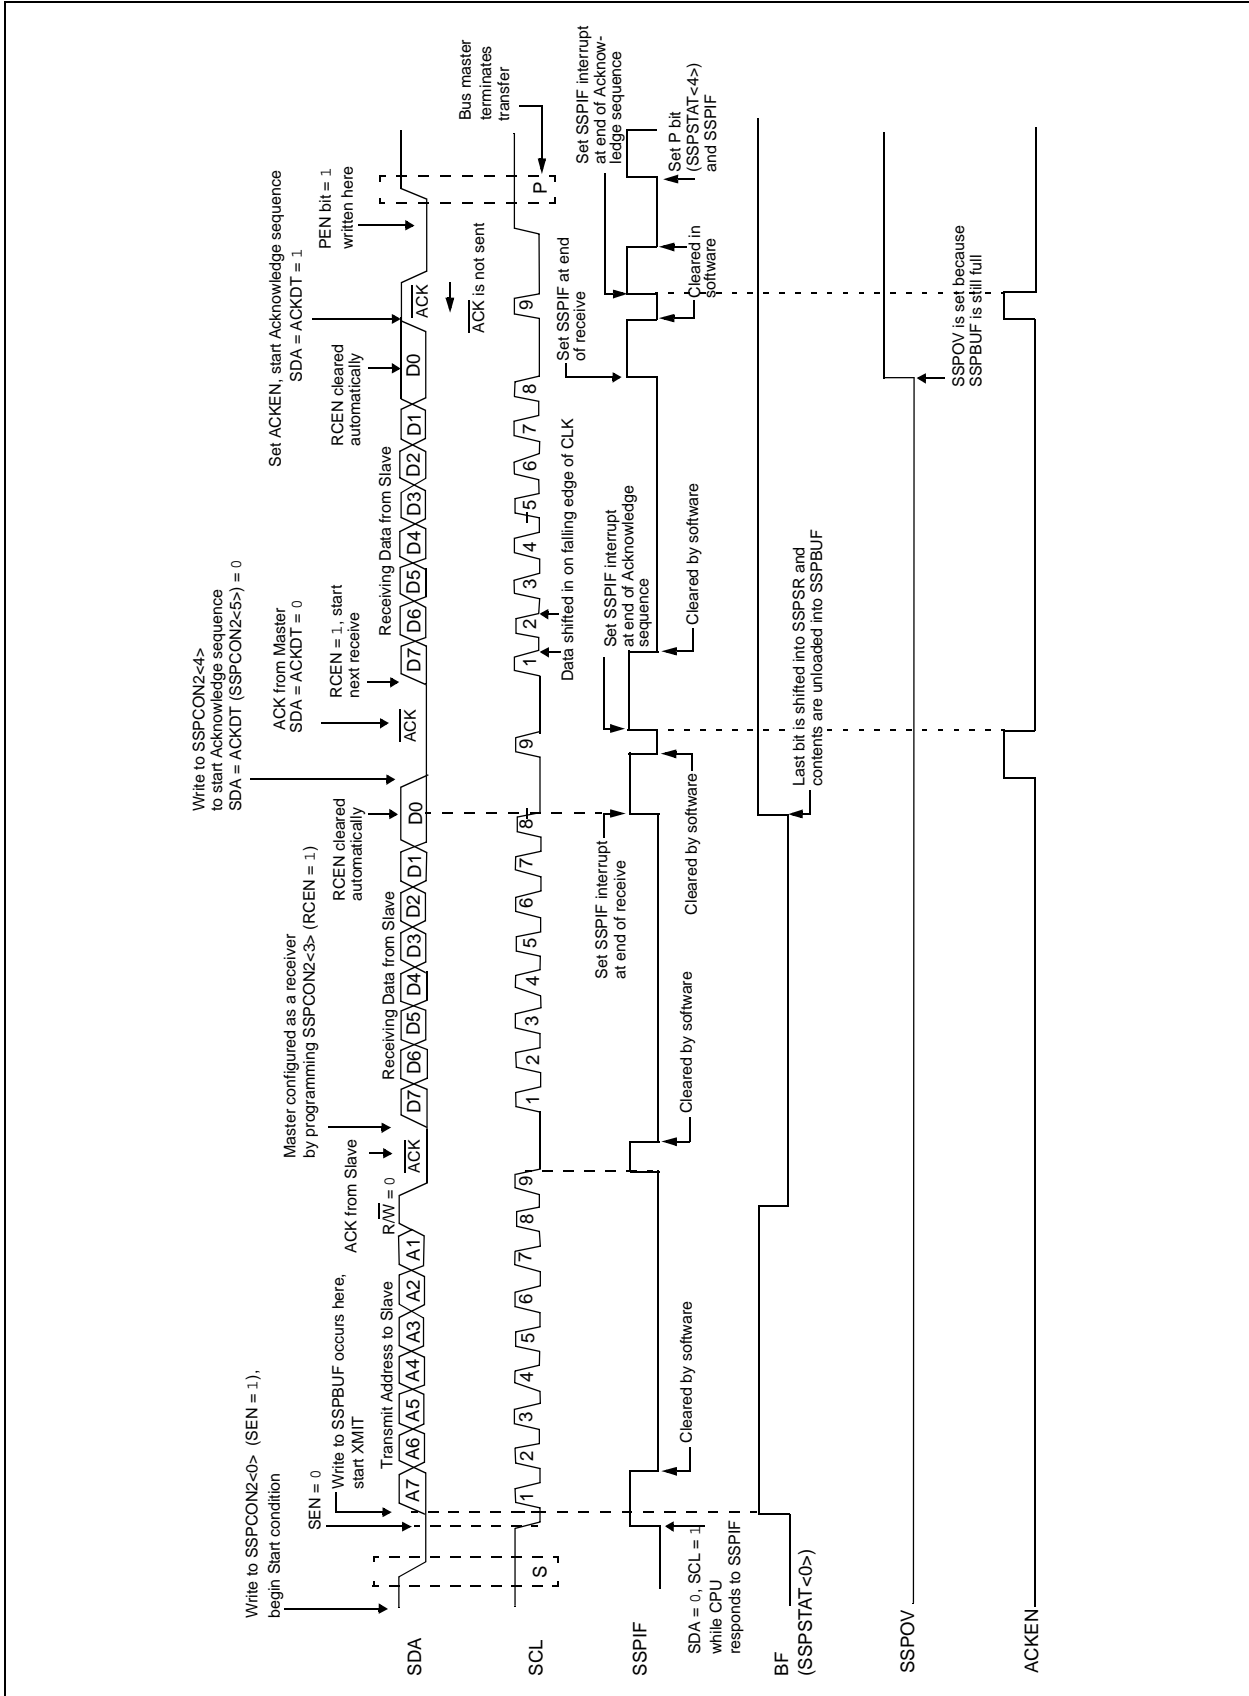 Write to SSPCON2<0> (SEN = 1),
begin Start condition
SEN = 0
Write to SSPBUF occurs here,
start XMIT
Transmit Address to Slave
R/W = 0
ACK from Slave
Master configured as a receiver
by programming SSPCON2<3> (RCEN = 1)
Receiving Data from Slave
RCEN cleared
automatically
Write to SSPCON2<4>
to start Acknowledge sequence
SDA = ACKDT (SSPCON2<5>) = 0
ACK from Master
SDA = ACKDT = 0
RCEN = 1, start
next receive
Receiving Data from Slave
RCEN cleared
automatically
Set ACKEN, start Acknowledge sequence
SDA = ACKDT = 1
PEN bit = 1
written here
SDA
A7 A6 A5 A4 A3 A2 A1 ACK D7 D6 D5 D4 D3 D2 D1 D0 ACK D7 D6 D5 D4 D3 D2 D1 D0 ACK
ACK is not sent
Bus master
terminates
transfer
SCL
S 1 2 3 4 5 6 7 8 9 1 2 3 4 5 6 7 8 9 1 2 3 4 5 6 7 8 9 P
Data shifted in on falling edge of CLK
Set SSPIF interrupt
at end of receive
Set SSPIF interrupt
at end of Acknowledge
sequence
Set SSPIF at end
of receive
Set SSPIF interrupt
at end of Acknow-
ledge sequence
SSPIF
SDA = 0, SCL = 1
while CPU
responds to SSPIF
Cleared by software
Cleared by software
Cleared by software
Cleared by software
Cleared in
software
Set P bit
(SSPSTAT<4>)
and SSPIF
BF
(SSPSTAT<0>)
Last bit is shifted into SSPSR and
contents are unloaded into SSPBUF
SSPOV
SSPOV is set because
SSPBUF is still full
ACKEN